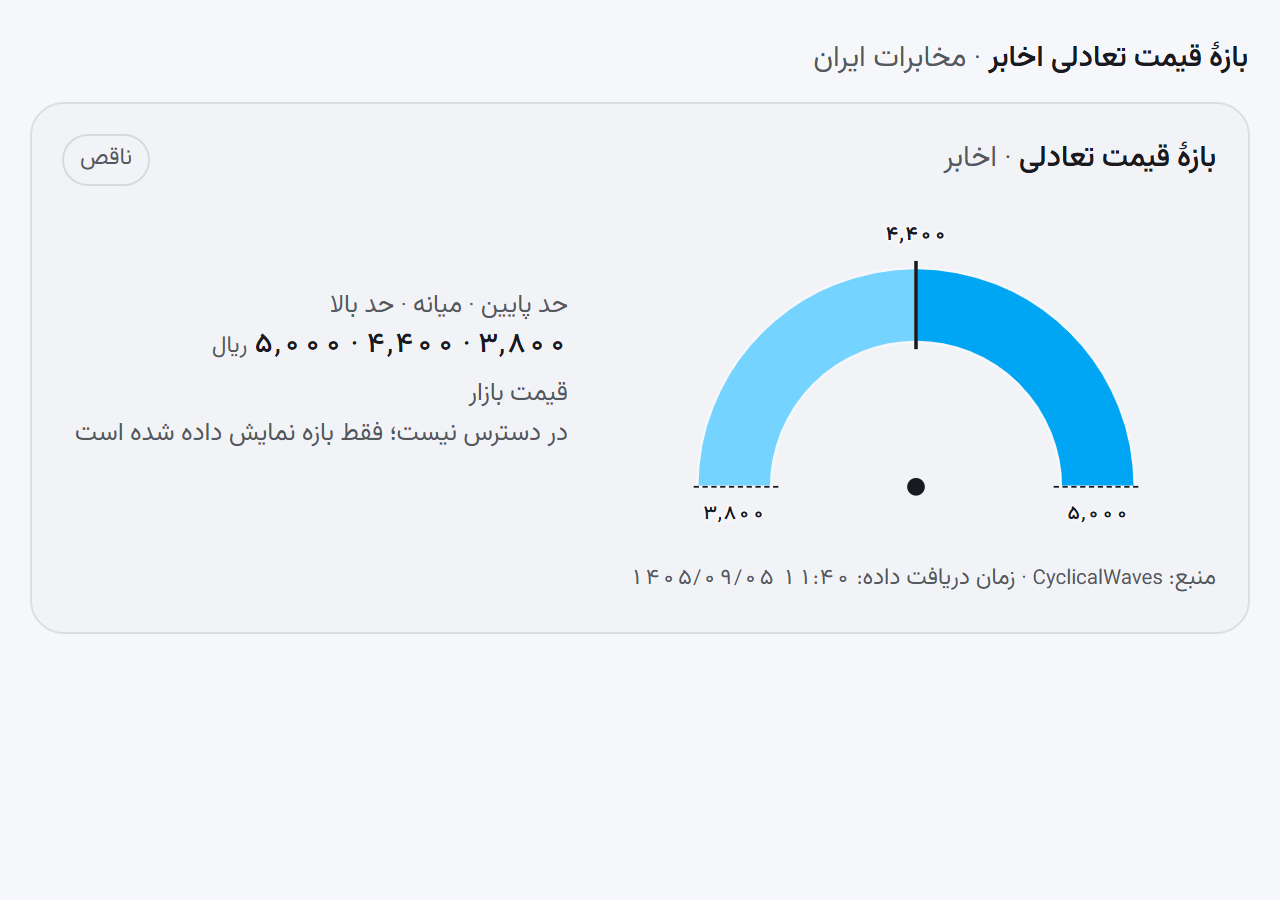 بازهٔ قیمت تعادلی اخابر · مخابرات ایران
بازهٔ قیمت تعادلی · اخابر
ناقص
۴,۴۰۰
۵,۰۰۰
۳,۸۰۰
حد پایین · میانه · حد بالا
۳,۸۰۰ · ۴,۴۰۰ · ۵,۰۰۰ ریال
قیمت بازار
در دسترس نیست؛ فقط بازه نمایش داده شده است
منبع: CyclicalWaves · زمان دریافت داده: ۱۴۰۵/۰۹/۰۵ ۱۱:۴۰